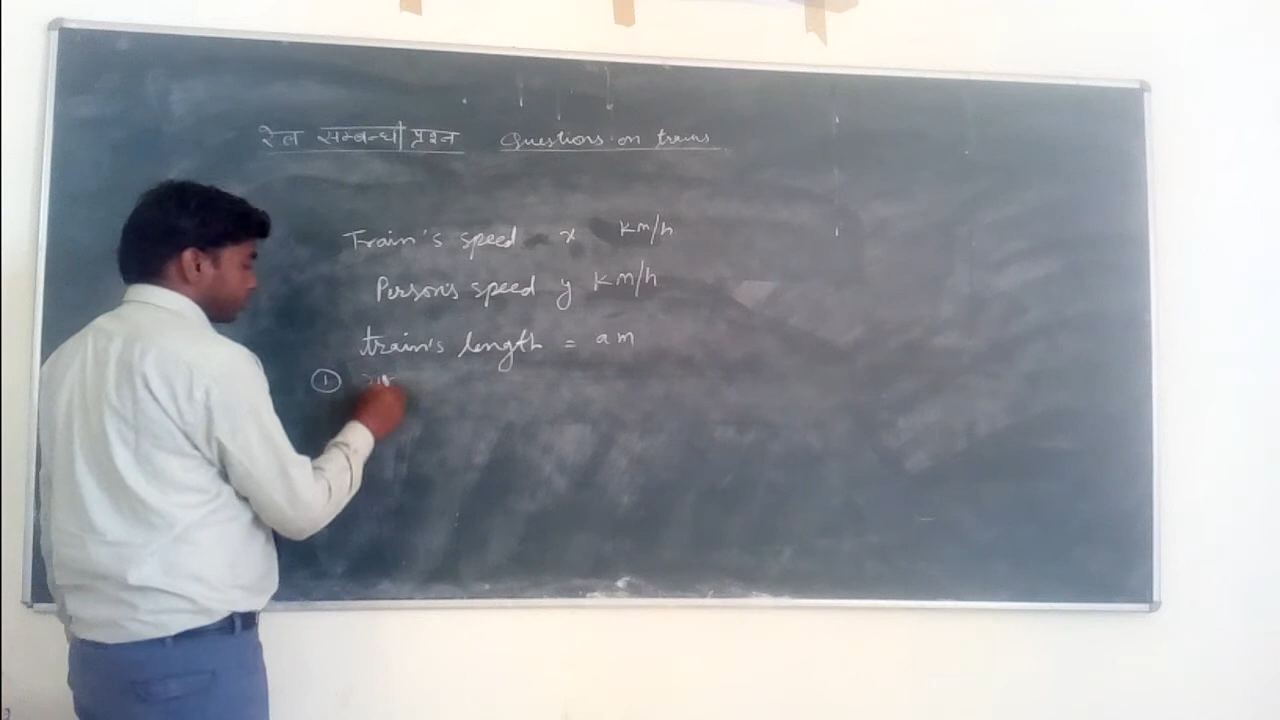 रेल सम्बन्धी प्रश्न Questions on trains
Train's speed x km/h
Person's speed y km/h
train's length = a m
①